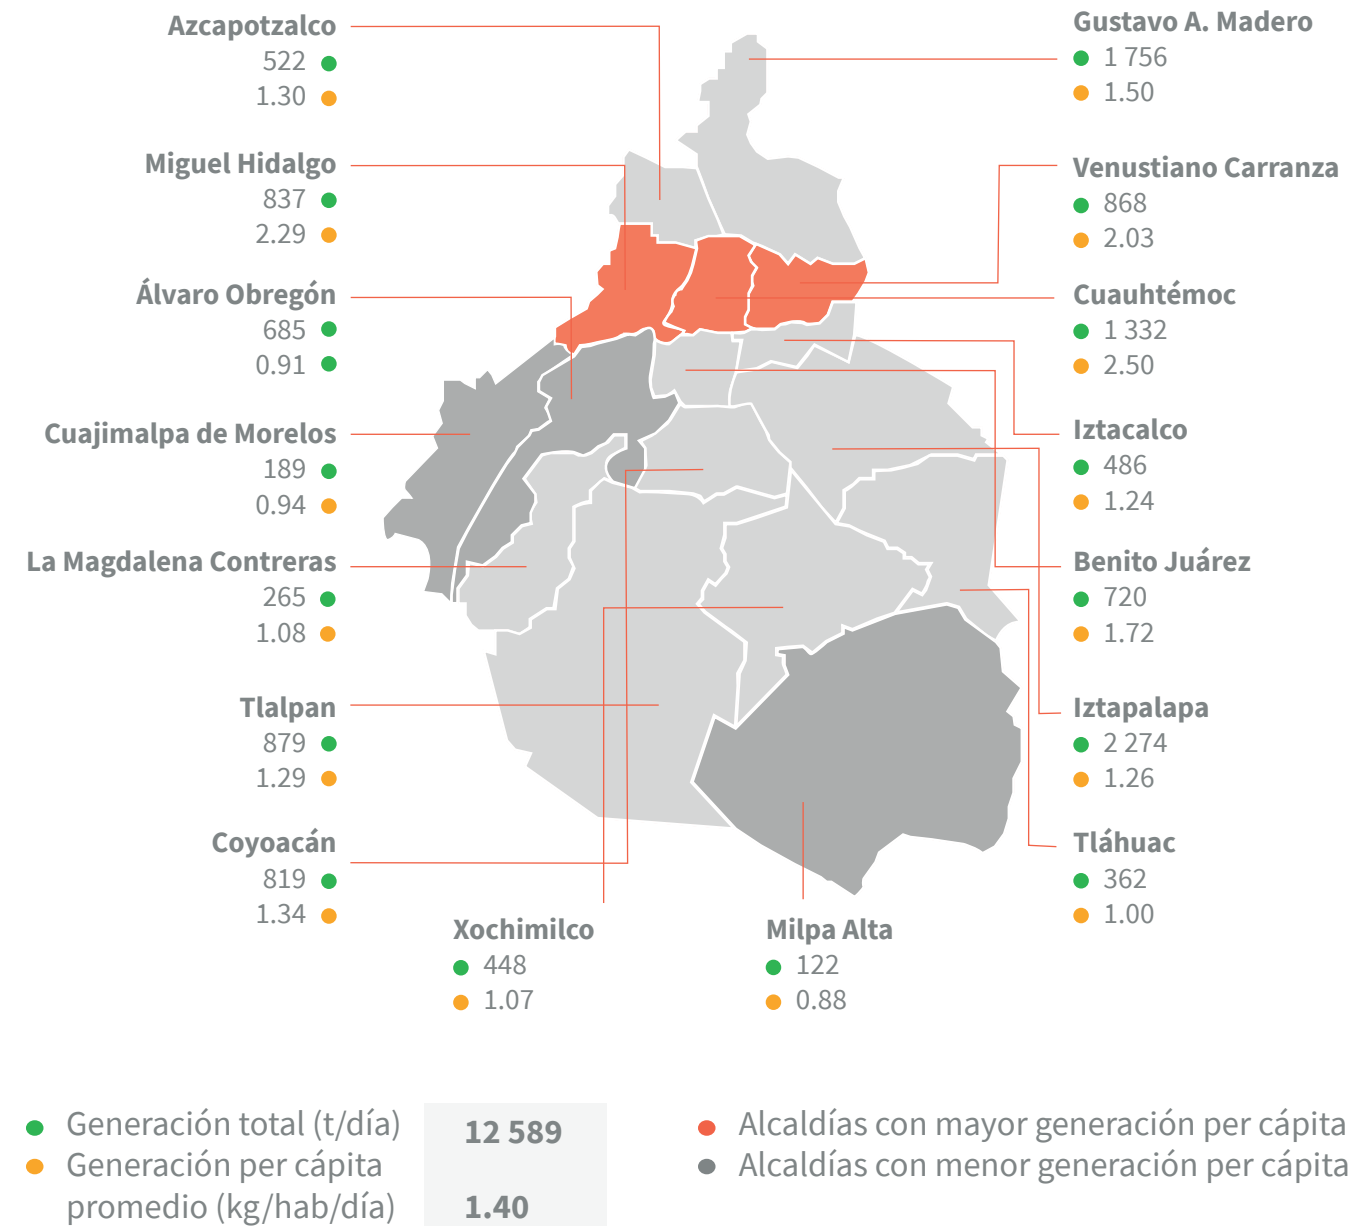 Azcapotzalco
522
1.30
Miguel Hidalgo
837
2.29
Álvaro Obregón
685
0.91
Cuajimalpa de Morelos
189
0.94
La Magdalena Contreras
265
1.08
Tlalpan
879
1.29
Coyoacán
819
1.34
Xochimilco
448
1.07
Milpa Alta
122
0.88
Gustavo A. Madero
1 756
1.50
Venustiano Carranza
868
2.03
Cuauhtémoc
1 332
2.50
Iztacalco
486
1.24
Benito Juárez
720
1.72
Iztapalapa
2 274
1.26
Tláhuac
362
1.00
Generación total (t/día) 12 589
Generación per cápita
promedio (kg/hab/día) 1.40
Alcaldías con mayor generación per cápita
Alcaldías con menor generación per cápita